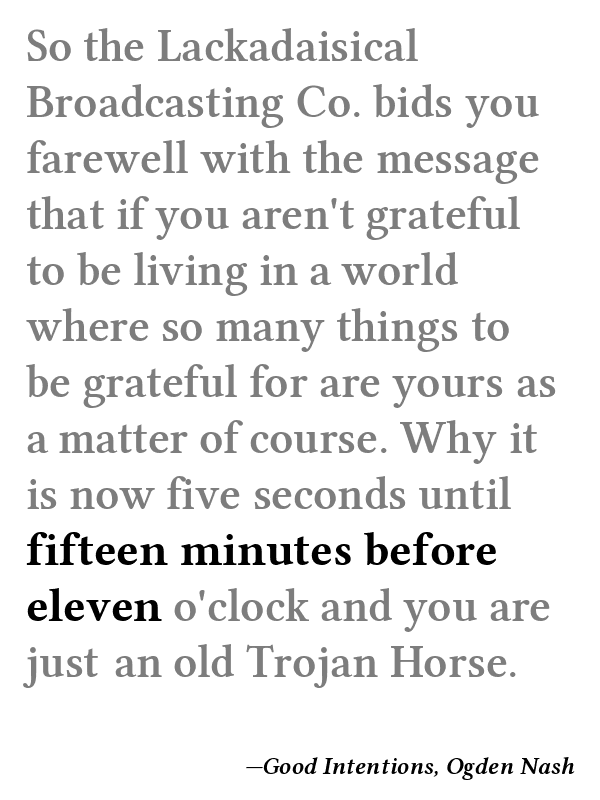 So the Lackadaisical
Broadcasting Co. bids you
farewell with the message
that if you aren't grateful
to be living in a world
where so many things to
be grateful for are yours as
a matter of course. Why it
is now five seconds until
fifteen minutes before
eleven o'clock and you are
just an old Trojan Horse.
—Good Intentions, Ogden Nash